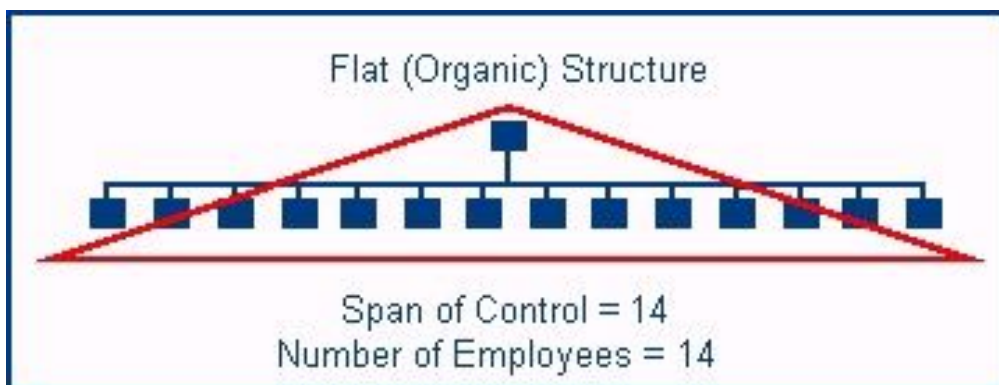 Flat (Organic) Structure
Span of Control = 14
Number of Employees = 14